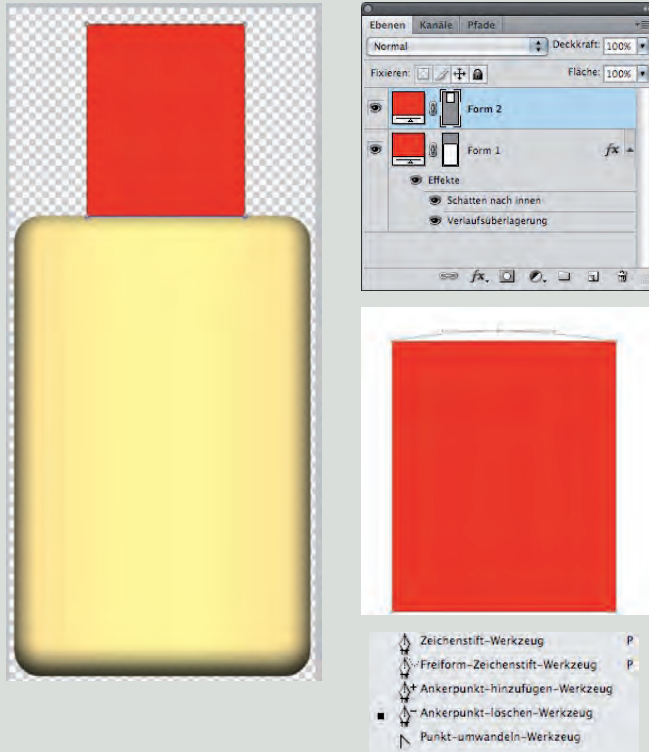 Ebenen Kanäle Pfade
Normal Deckkraft: 100%
Fixieren: Fläche: 100%
Form 2
Form 1 fx
Effekte
Schatten nach innen
Verlaufsüberlagerung
fx.
Zeichenstift-Werkzeug P
Freiform-Zeichenstift-Werkzeug P
Ankerpunkt-hinzufügen-Werkzeug
Ankerpunkt-löschen-Werkzeug
Punkt-umwandeln-Werkzeug